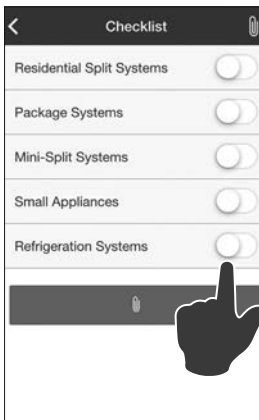 Checklist
Residential Split Systems
Package Systems
Mini-Split Systems
Small Appliances
Refrigeration Systems